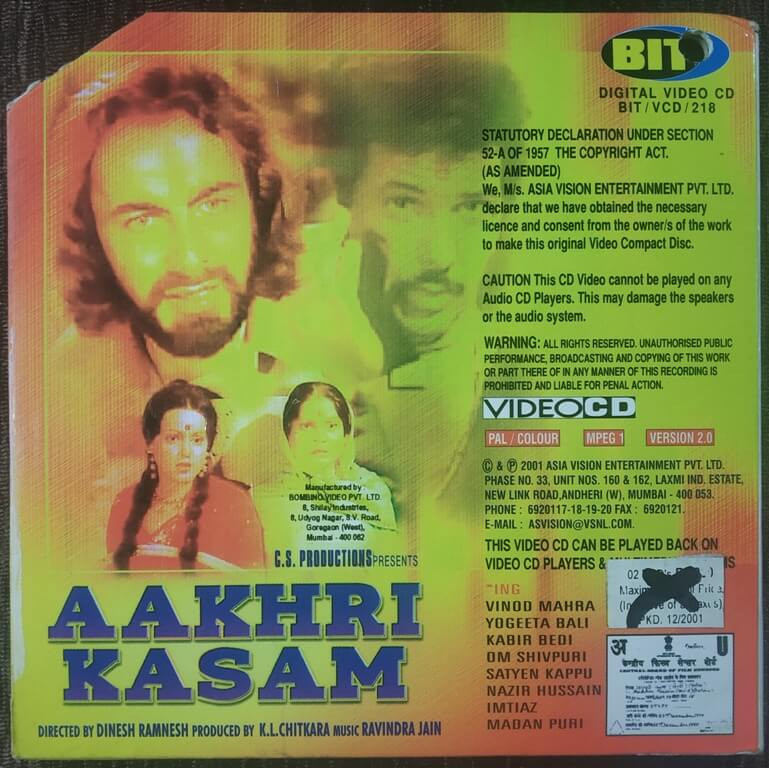 BIT
DIGITAL VIDEO CD
BIT/VCD/218
STATUTORY DECLARATION UNDER SECTION
52-A OF 1957 THE COPYRIGHT ACT.
(AS AMENDED)
We, M/s. ASIA VISION ENTERTAINMENT PVT. LTD.
declare that we have obtained the necessary
licence and consent from the owner/s of the work
to make this original Video Compact Disc.
CAUTION This CD Video cannot be played on any
Audio CD Players. This may damage the speakers
or the audio system.
WARNING: ALL RIGHTS RESERVED. UNAUTHORISED PUBLIC
PERFORMANCE, BROADCASTING AND COPYING OF THIS WORK
OR PART THERE OF IN ANY MANNER OF THIS RECORDING IS
PROHIBITED AND LIABLE FOR PENAL ACTION.
VIDEO CD
PAL / COLOUR MPEG 1 VERSION 2.0
© & ℗ 2001 ASIA VISION ENTERTAINMENT PVT. LTD.
PHASE NO. 33, UNIT NOS. 160 & 162, LAXMI IND. ESTATE,
NEW LINK ROAD, ANDHERI (W), MUMBAI - 400 053.
PHONE : 6920117-18-19-20 FAX : 6920121.
E-MAIL : ASVISION@VSNL.COM.
THIS VIDEO CD CAN BE PLAYED BACK ON
VIDEO CD PLAYERS &
Manufactured by :
BOMBINO VIDEO PVT. LTD.
8, Shilay Industries,
8, Udyog Nagar, S.V. Road,
Goregaon (West),
Mumbai - 400 062
C.S. PRODUCTIONS PRESENTS
AAKHRI
KASAM
DIRECTED BY DINESH RAMNESH PRODUCED BY K.L.CHITKARA MUSIC RAVINDRA JAIN
VINOD MAHRA
YOGEETA BALI
KABIR BEDI
OM SHIVPURI
SATYEN KAPPU
NAZIR HUSSAIN
IMTIAZ
MADAN PURI
02
PKD. 12/2001
अ U
केन्द्रीय फिल्म सेन्सर बोर्ड
CENTRAL BOARD OF FILM